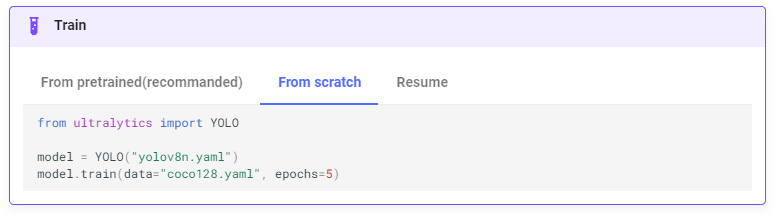 Train
From pretrained(recommanded) From scratch Resume
from ultralytics import YOLO
model = YOLO("yolov8n.yaml")
model.train(data="coco128.yaml", epochs=5)